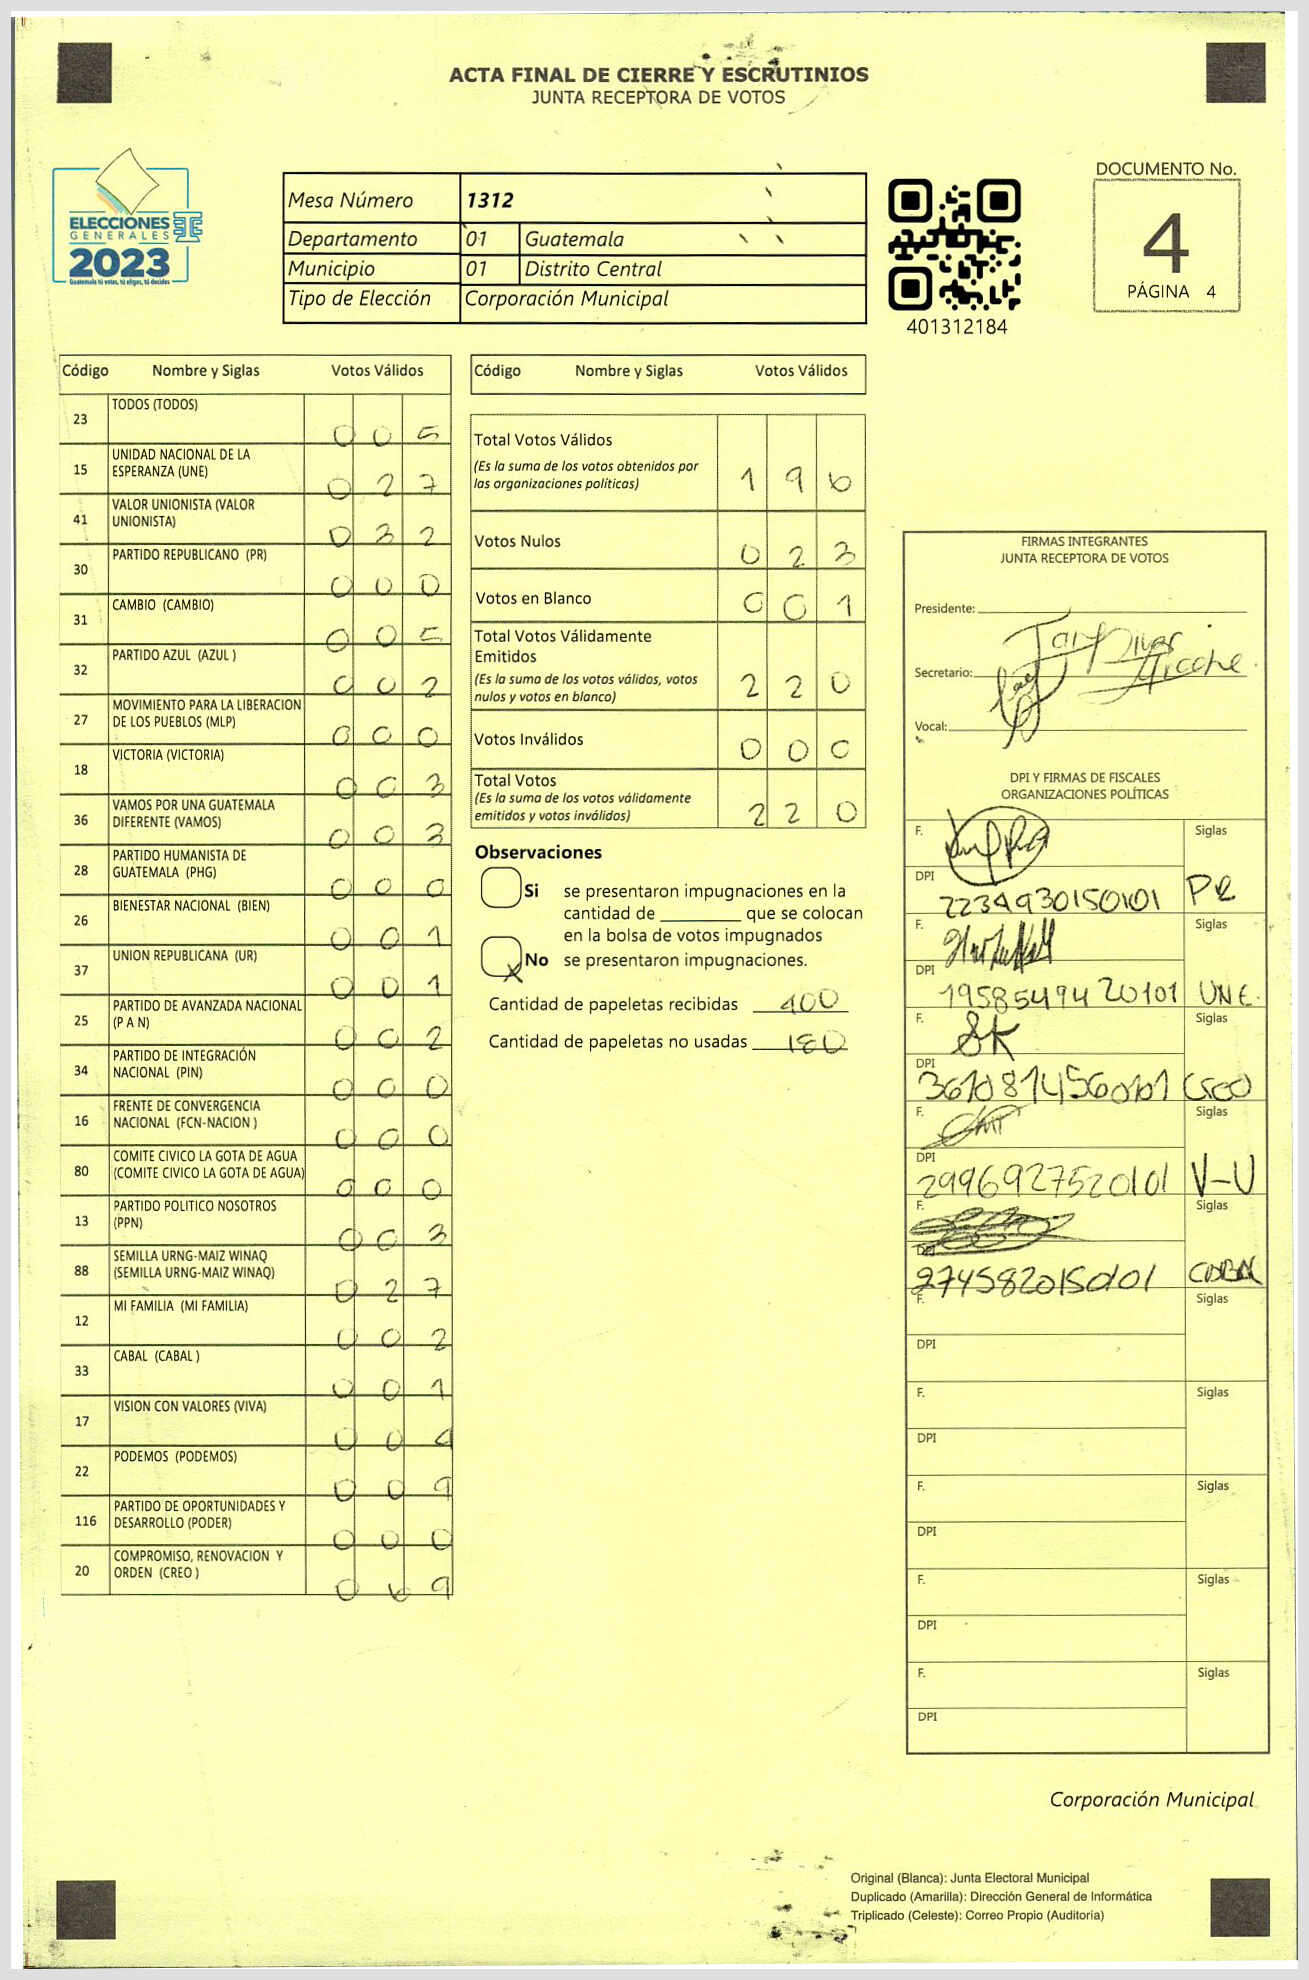 ACTA FINAL DE CIERRE Y ESCRUTINIOS
JUNTA RECEPTORA DE VOTOS
ELECCIONES
GENERALES
2023
Guatemala tú votas, tú eliges, tú decides
Mesa Número 1312
Departamento 01 Guatemala
Municipio 01 Distrito Central
Tipo de Elección Corporación Municipal
401312184
DOCUMENTO No.
4
PÁGINA 4
Código Nombre y Siglas Votos Válidos
23 TODOS (TODOS) 0 0 5
15 UNIDAD NACIONAL DE LA
ESPERANZA (UNE) 0 2 7
41 VALOR UNIONISTA (VALOR
UNIONISTA) 0 3 2
30 PARTIDO REPUBLICANO (PR) 0 0 0
31 CAMBIO (CAMBIO) 0 0 5
32 PARTIDO AZUL (AZUL ) 0 0 2
27 MOVIMIENTO PARA LA LIBERACION
DE LOS PUEBLOS (MLP) 0 0 0
18 VICTORIA (VICTORIA) 0 0 3
36 VAMOS POR UNA GUATEMALA
DIFERENTE (VAMOS) 0 0 3
28 PARTIDO HUMANISTA DE
GUATEMALA (PHG) 0 0 0
26 BIENESTAR NACIONAL (BIEN) 0 0 1
37 UNION REPUBLICANA (UR) 0 0 1
25 PARTIDO DE AVANZADA NACIONAL
(P A N) 0 0 2
34 PARTIDO DE INTEGRACIÓN
NACIONAL (PIN) 0 0 0
16 FRENTE DE CONVERGENCIA
NACIONAL (FCN-NACION ) 0 0 0
80 COMITE CIVICO LA GOTA DE AGUA
(COMITE CIVICO LA GOTA DE AGUA) 0 0 0
13 PARTIDO POLITICO NOSOTROS
(PPN) 0 0 3
88 SEMILLA URNG-MAIZ WINAQ
(SEMILLA URNG-MAIZ WINAQ) 0 2 7
12 MI FAMILIA (MI FAMILIA) 0 0 2
33 CABAL (CABAL ) 0 0 1
17 VISION CON VALORES (VIVA) 0 0 4
22 PODEMOS (PODEMOS) 0 0 9
116 PARTIDO DE OPORTUNIDADES Y
DESARROLLO (PODER) 0 0 0
20 COMPROMISO, RENOVACION Y
ORDEN (CREO ) 0 6 9
Código Nombre y Siglas Votos Válidos
Total Votos Válidos
(Es la suma de los votos obtenidos por
las organizaciones políticas) 1 9 6
Votos Nulos 0 2 3
Votos en Blanco 0 0 1
Total Votos Válidamente
Emitidos
(Es la suma de los votos válidos, votos
nulos y votos en blanco) 2 2 0
Votos Inválidos 0 0 0
Total Votos
(Es la suma de los votos válidamente
emitidos y votos inválidos) 2 2 0
Observaciones
Si se presentaron impugnaciones en la
cantidad de ________ que se colocan
en la bolsa de votos impugnados
No se presentaron impugnaciones.
Cantidad de papeletas recibidas 400
Cantidad de papeletas no usadas 180
FIRMAS INTEGRANTES
JUNTA RECEPTORA DE VOTOS
Presidente:
Secretario:
Vocal:
DPI Y FIRMAS DE FISCALES
ORGANIZACIONES POLÍTICAS
F. Siglas
DPI 2234930150101 PR
F. Siglas
DPI 1958549420101 UNE.
F. Siglas
DPI 3610814560101
F. Siglas
DPI 2996927520101 V-U
F. Siglas
DPI 2745820150101
F. Siglas
DPI
F. Siglas
DPI
F. Siglas
DPI
F. Siglas
DPI
F. Siglas
DPI
Corporación Municipal
Original (Blanca): Junta Electoral Municipal
Duplicado (Amarilla): Dirección General de Informática
Triplicado (Celeste): Correo Propio (Auditoría)